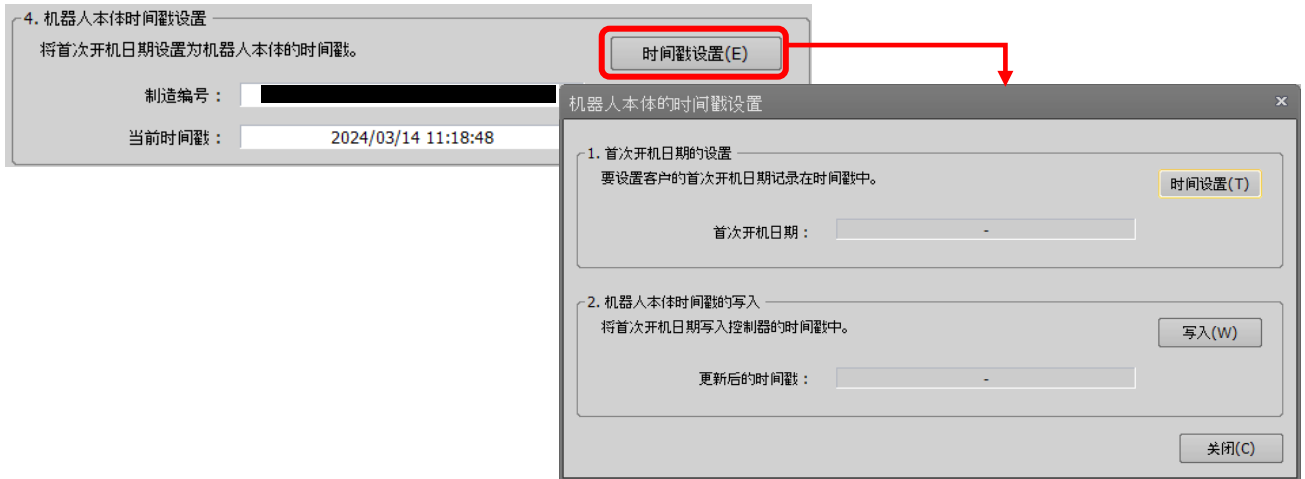 4. 机器人本体时间戳设置
将首次开机日期设置为机器人本体的时间戳。
时间戳设置(E)
制造编号：
当前时间戳：
2024/03/14 11:18:48
机器人本体的时间戳设置
×
1. 首次开机日期的设置
要设置客户的首次开机日期记录在时间戳中。
时间设置(T)
首次开机日期：
-
2. 机器人本体时间戳的写入
将首次开机日期写入控制器的时间戳中。
写入(W)
更新后的时间戳：
-
关闭(C)